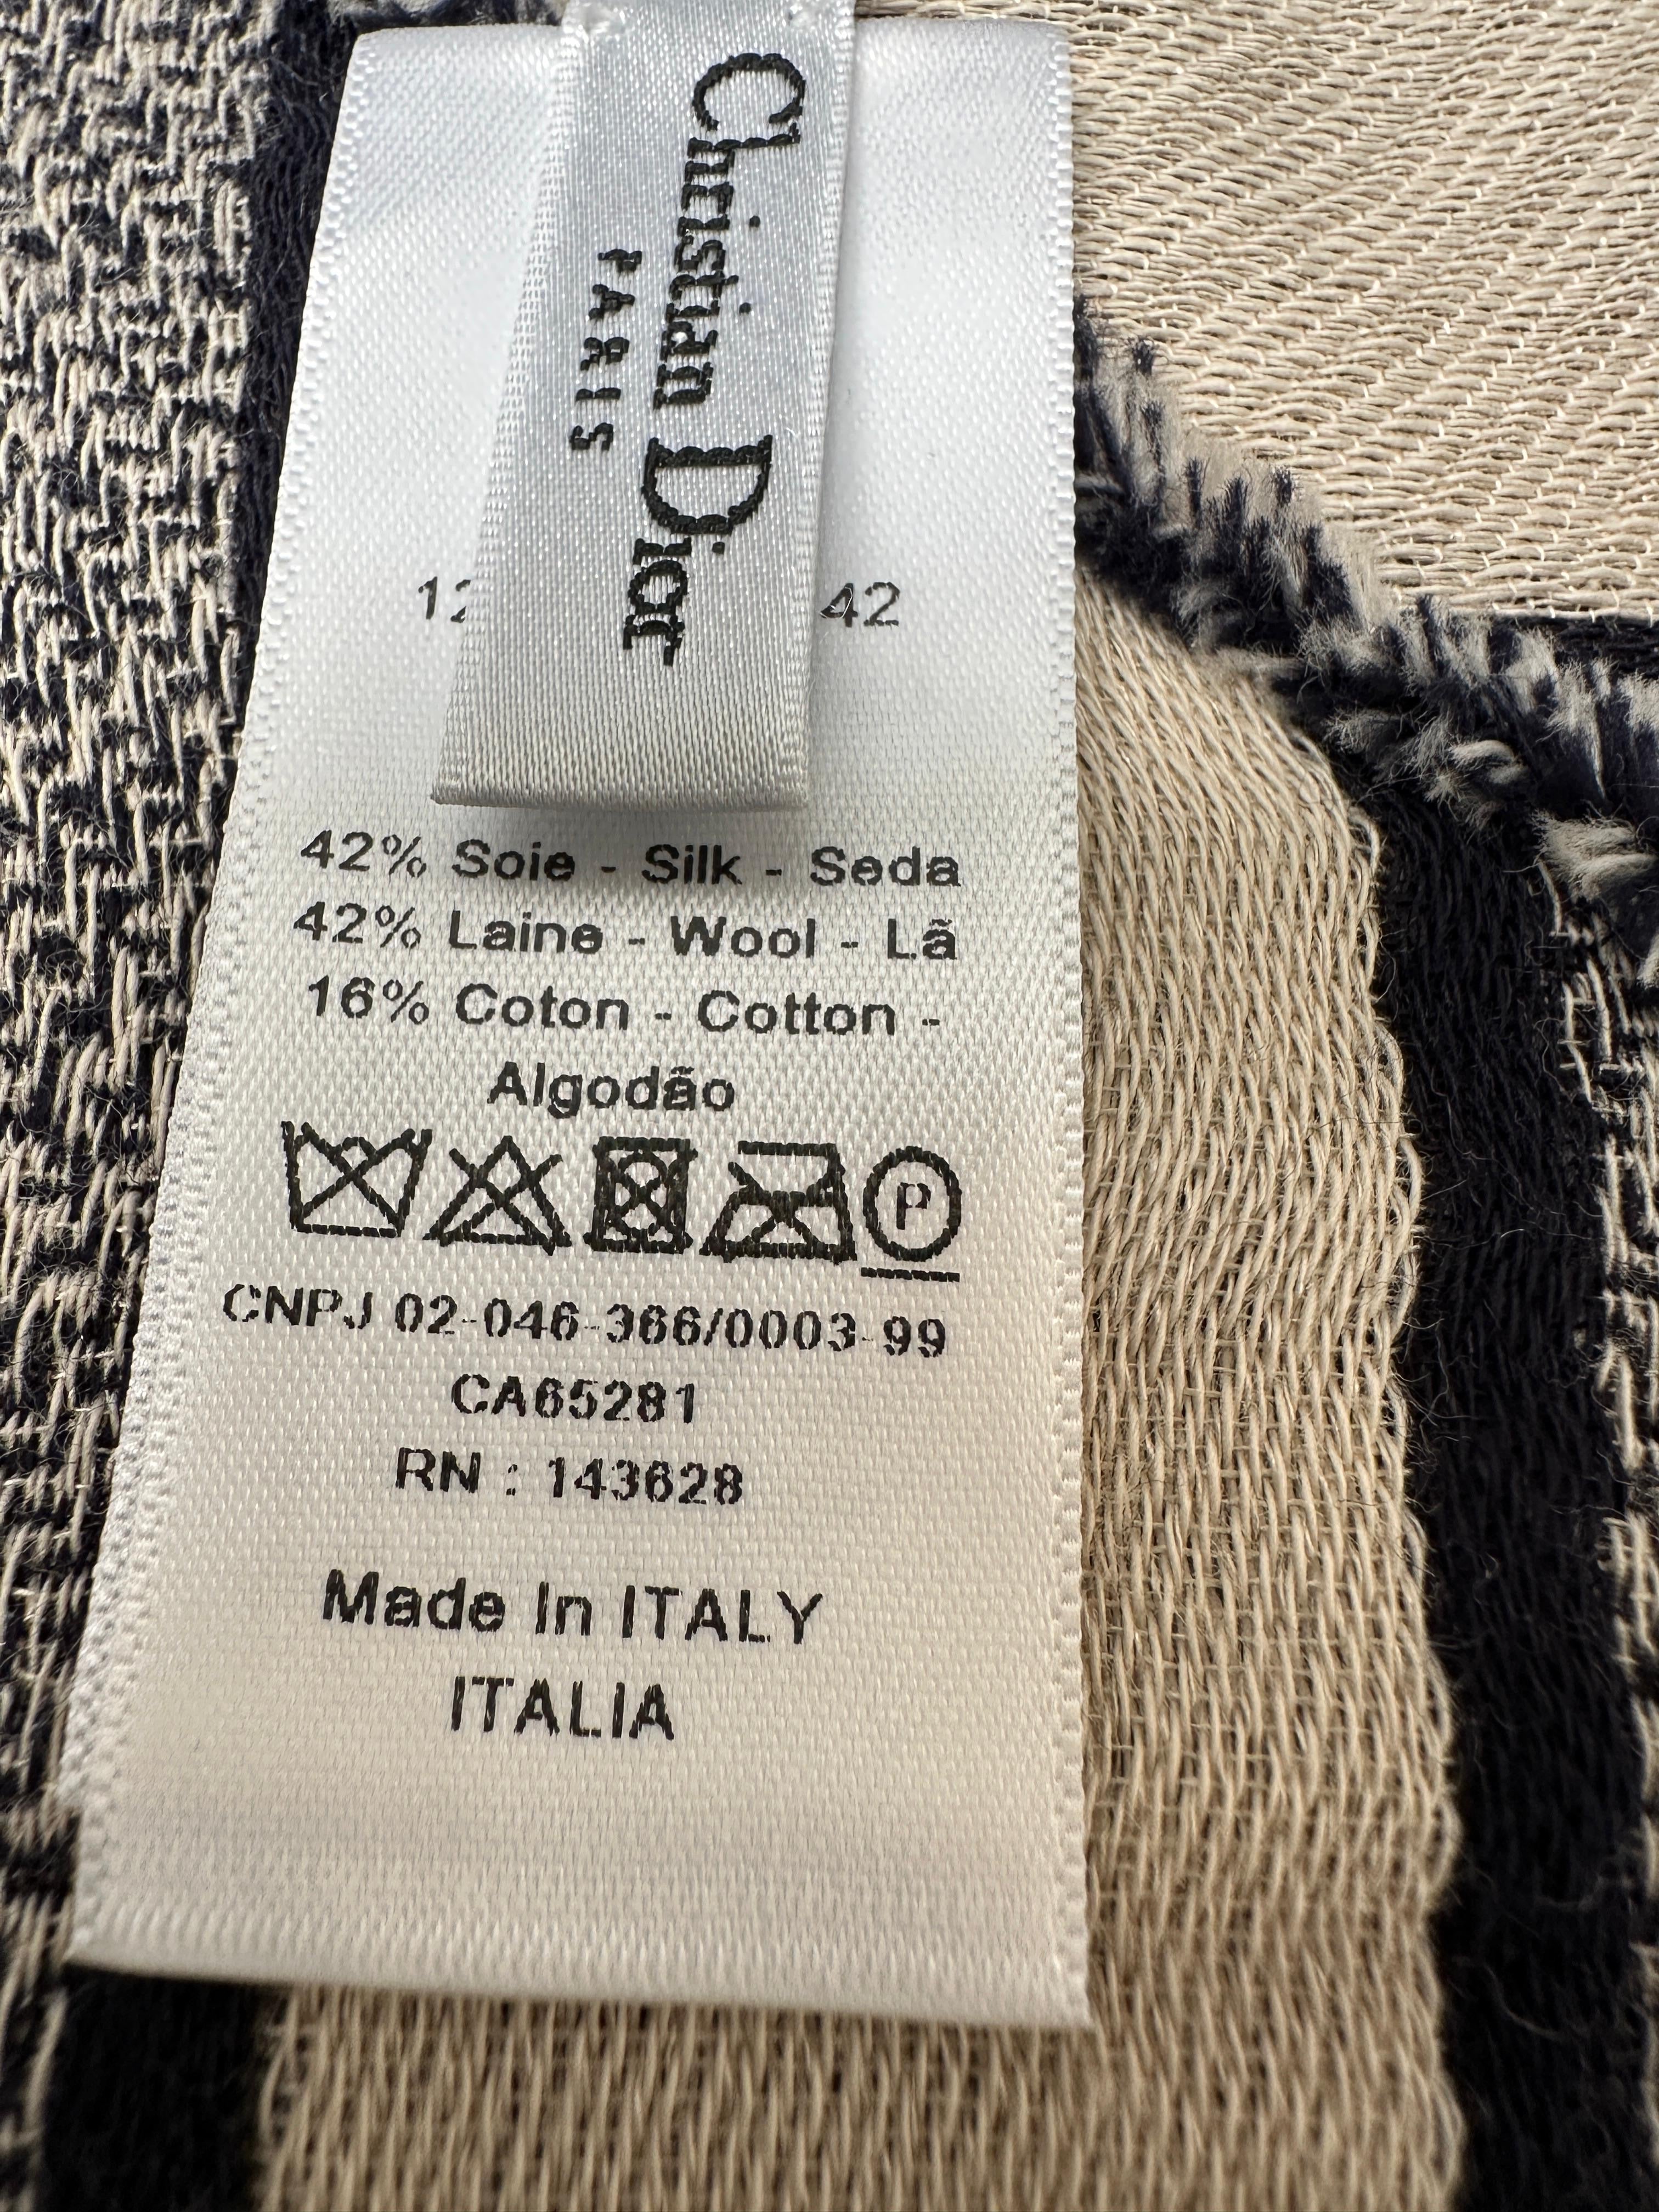 Christian Dior
PARIS
42
42% Soie - Silk - Seda
42% Laine - Wool - Lã
16% Coton - Cotton -
Algodão
P
CNPJ 02-046-366/0003-99
CA65281
RN : 143628
Made In ITALY
ITALIA